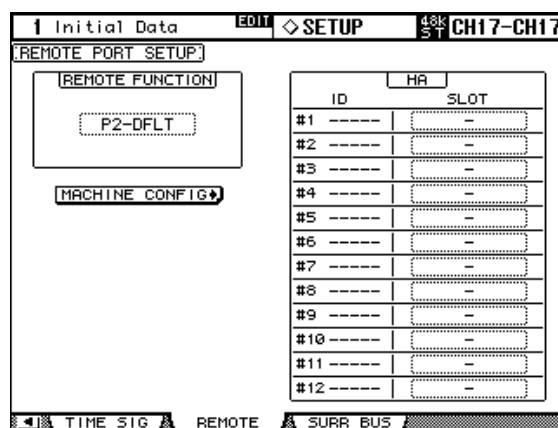 1 Initial Data EDIT ◇SETUP 48k ST CH17-CH17
REMOTE PORT SETUP
REMOTE FUNCTION
P2-DFLT
MACHINE CONFIG
HA
ID SLOT
#1 ----- –
#2 ----- –
#3 ----- –
#4 ----- –
#5 ----- –
#6 ----- –
#7 ----- –
#8 ----- –
#9 ----- –
#10 ----- –
#11 ----- –
#12 ----- –
TIME SIG REMOTE SURR BUS